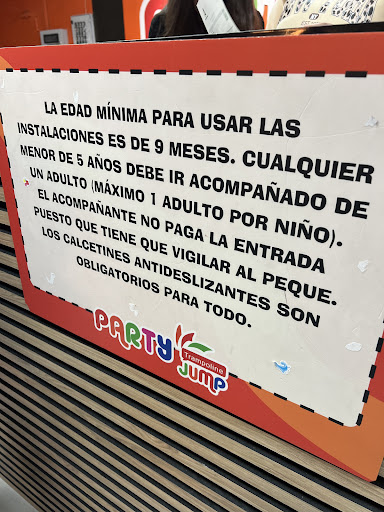 LA EDAD MÍNIMA PARA USAR LAS
INSTALACIONES ES DE 9 MESES. CUALQUIER
MENOR DE 5 AÑOS DEBE IR ACOMPAÑADO DE
UN ADULTO (MÁXIMO 1 ADULTO POR NIÑO).
EL ACOMPAÑANTE NO PAGA LA ENTRADA
PUESTO QUE TIENE QUE VIGILAR AL PEQUE.
LOS CALCETINES ANTIDESLIZANTES SON
OBLIGATORIOS PARA TODO.
PARTY
Trampoline
JUMP